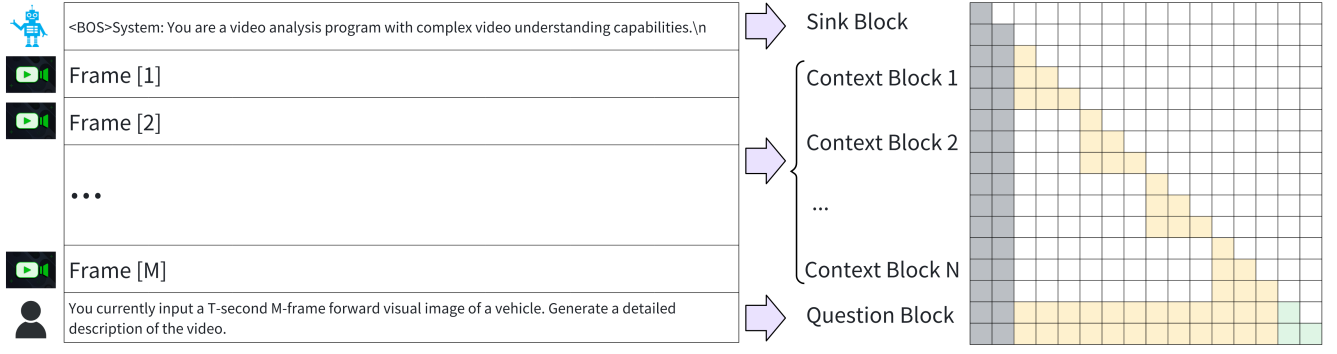 <BOS>System: You are a video analysis program with complex video understanding capabilities.\n
Frame [1]
Frame [2]
...
Frame [M]
You currently input a T-second M-frame forward visual image of a vehicle. Generate a detailed
description of the video.
Sink Block
Context Block 1
Context Block 2
...
Context Block N
Question Block